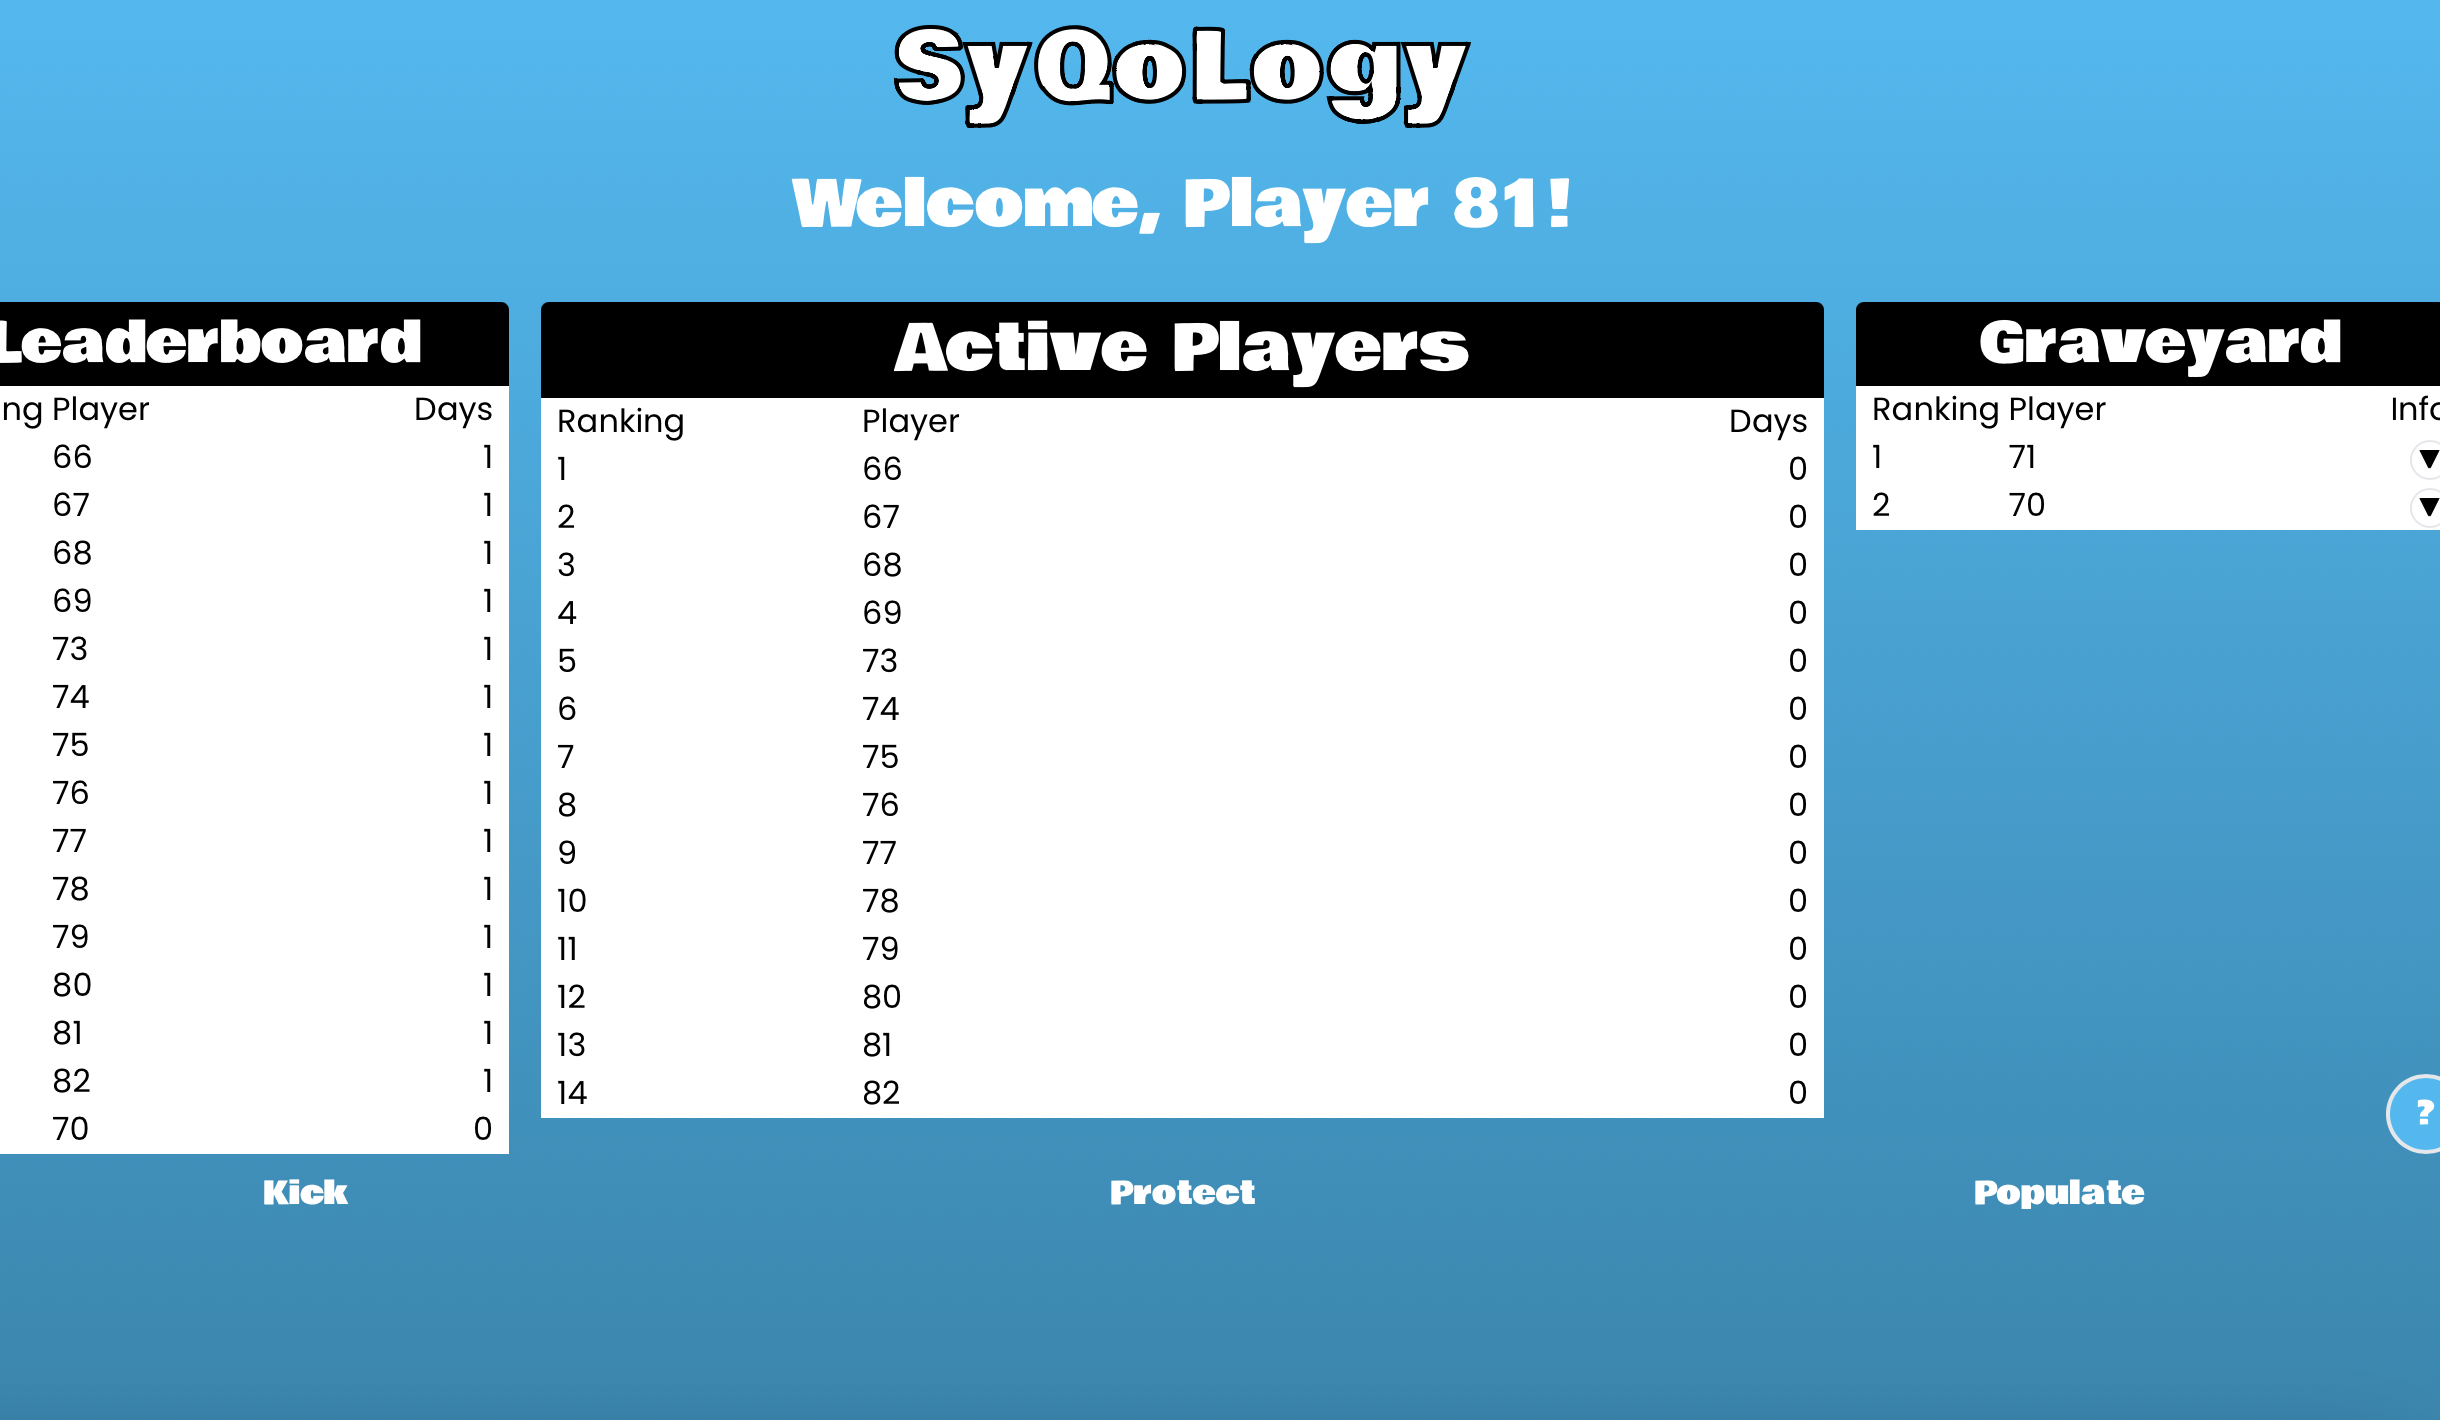 SyQoLogy
Welcome, Player 81!
Leaderboard
ng Player Days
66 1
67 1
68 1
69 1
73 1
74 1
75 1
76 1
77 1
78 1
79 1
80 1
81 1
82 1
70 0
Active Players
Ranking Player Days
1 66 0
2 67 0
3 68 0
4 69 0
5 73 0
6 74 0
7 75 0
8 76 0
9 77 0
10 78 0
11 79 0
12 80 0
13 81 0
14 82 0
Graveyard
Ranking Player Info
1 71 ▼
2 70 ▼
?
Kick
Protect
Populate